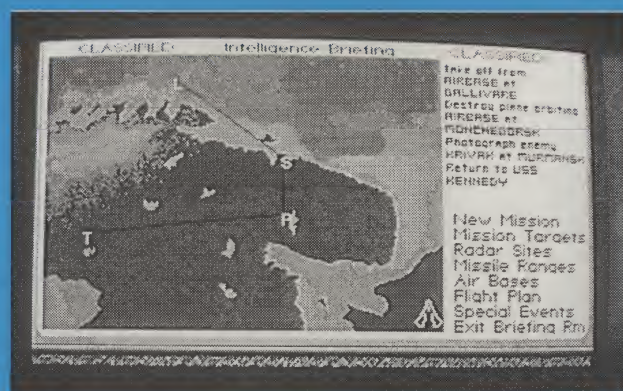 CLASSIFIED Intelligence Briefing CLASSIFIED
Take off from
AIRBASE at
GALLIVARE
Destroy plane orbiting
AIRBASE at
MONCHEGORSK
Photograph enemy
KRIVAK at MURMANSK
Return to USS
KENNEDY
L
S
P
T
New Mission
Mission Targets
Radar Sites
Missile Ranges
Air Bases
Flight Plan
Special Events
Exit Briefing Rm